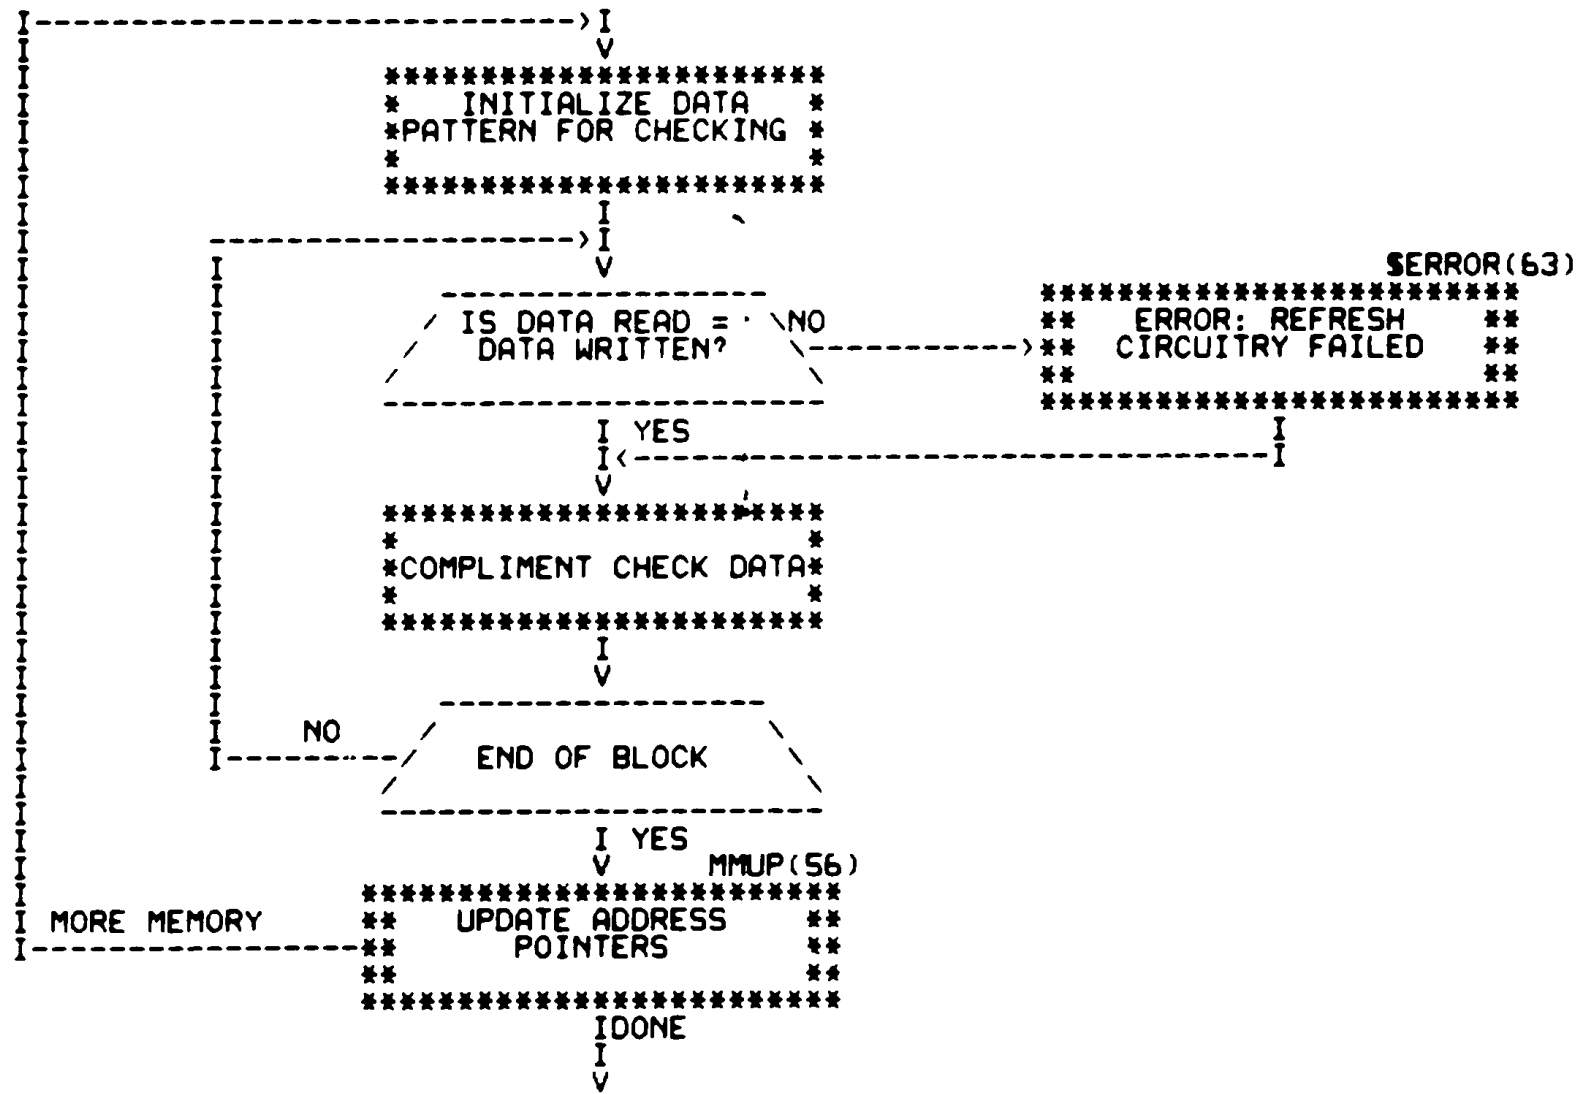 INITIALIZE DATA
PATTERN FOR CHECKING
$ERROR(63)
IS DATA READ =
DATA WRITTEN?
NO
ERROR: REFRESH
CIRCUITRY FAILED
YES
COMPLIMENT CHECK DATA
NO
END OF BLOCK
YES
MMUP(56)
MORE MEMORY
UPDATE ADDRESS
POINTERS
DONE